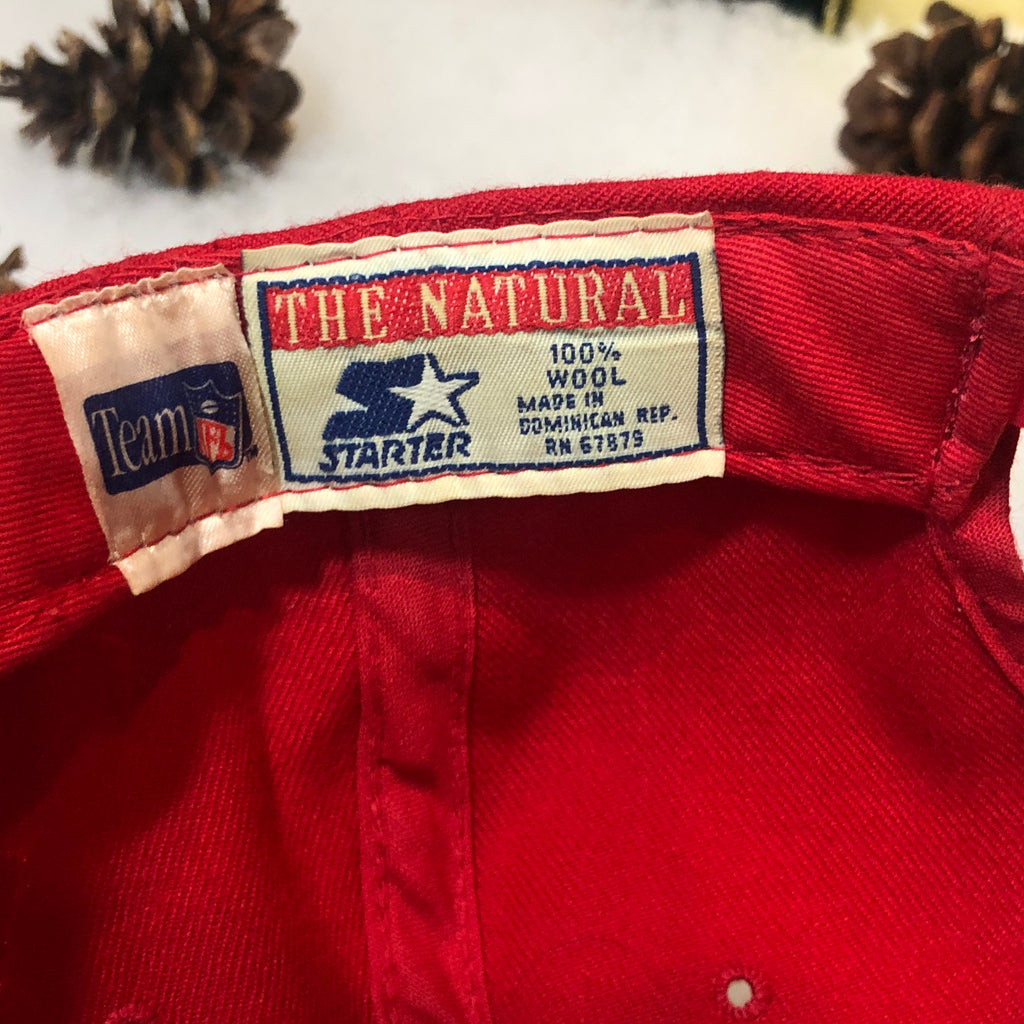 Team NFL
THE NATURAL
STARTER
100%
WOOL
MADE IN
DOMINICAN REP.
RN 67879